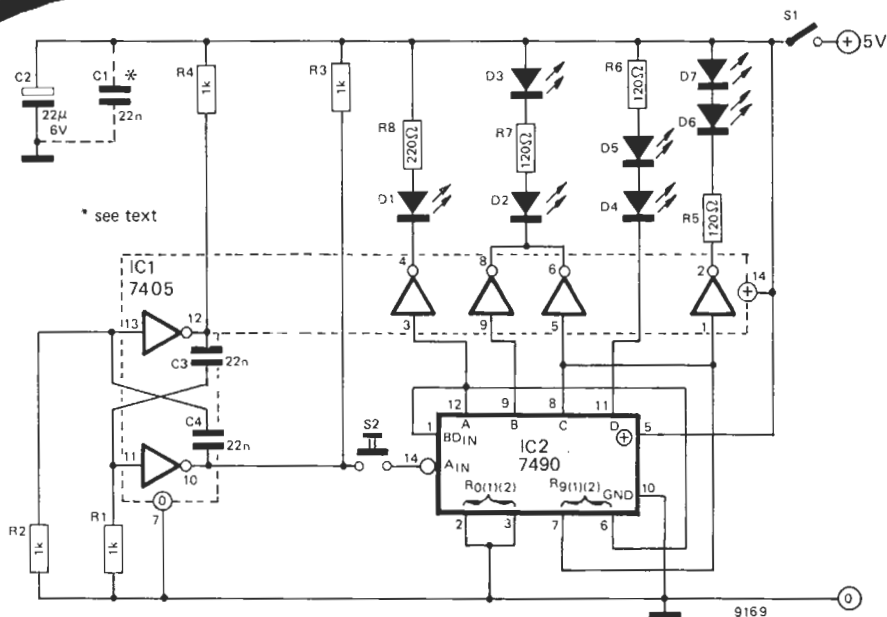 S1
5V
C2
22μ
6V
C1
*
22n
R4
1k
R3
1k
R8
220Ω
D1
D3
R7
120Ω
D2
R6
120Ω
D5
D4
D7
D6
R5
120Ω
* see text
IC1
7405
4
8
6
2
14
+
3
9
5
1
13
12
C3
22n
C4
22n
11
10
0
7
R2
1k
R1
1k
S2
14
1
12
9
8
11
A
B
C
D
5
+
BD IN
IC2
7490
A IN
R0(1)(2)
R9(1)(2)
GND
10
2
3
7
6
0
9169